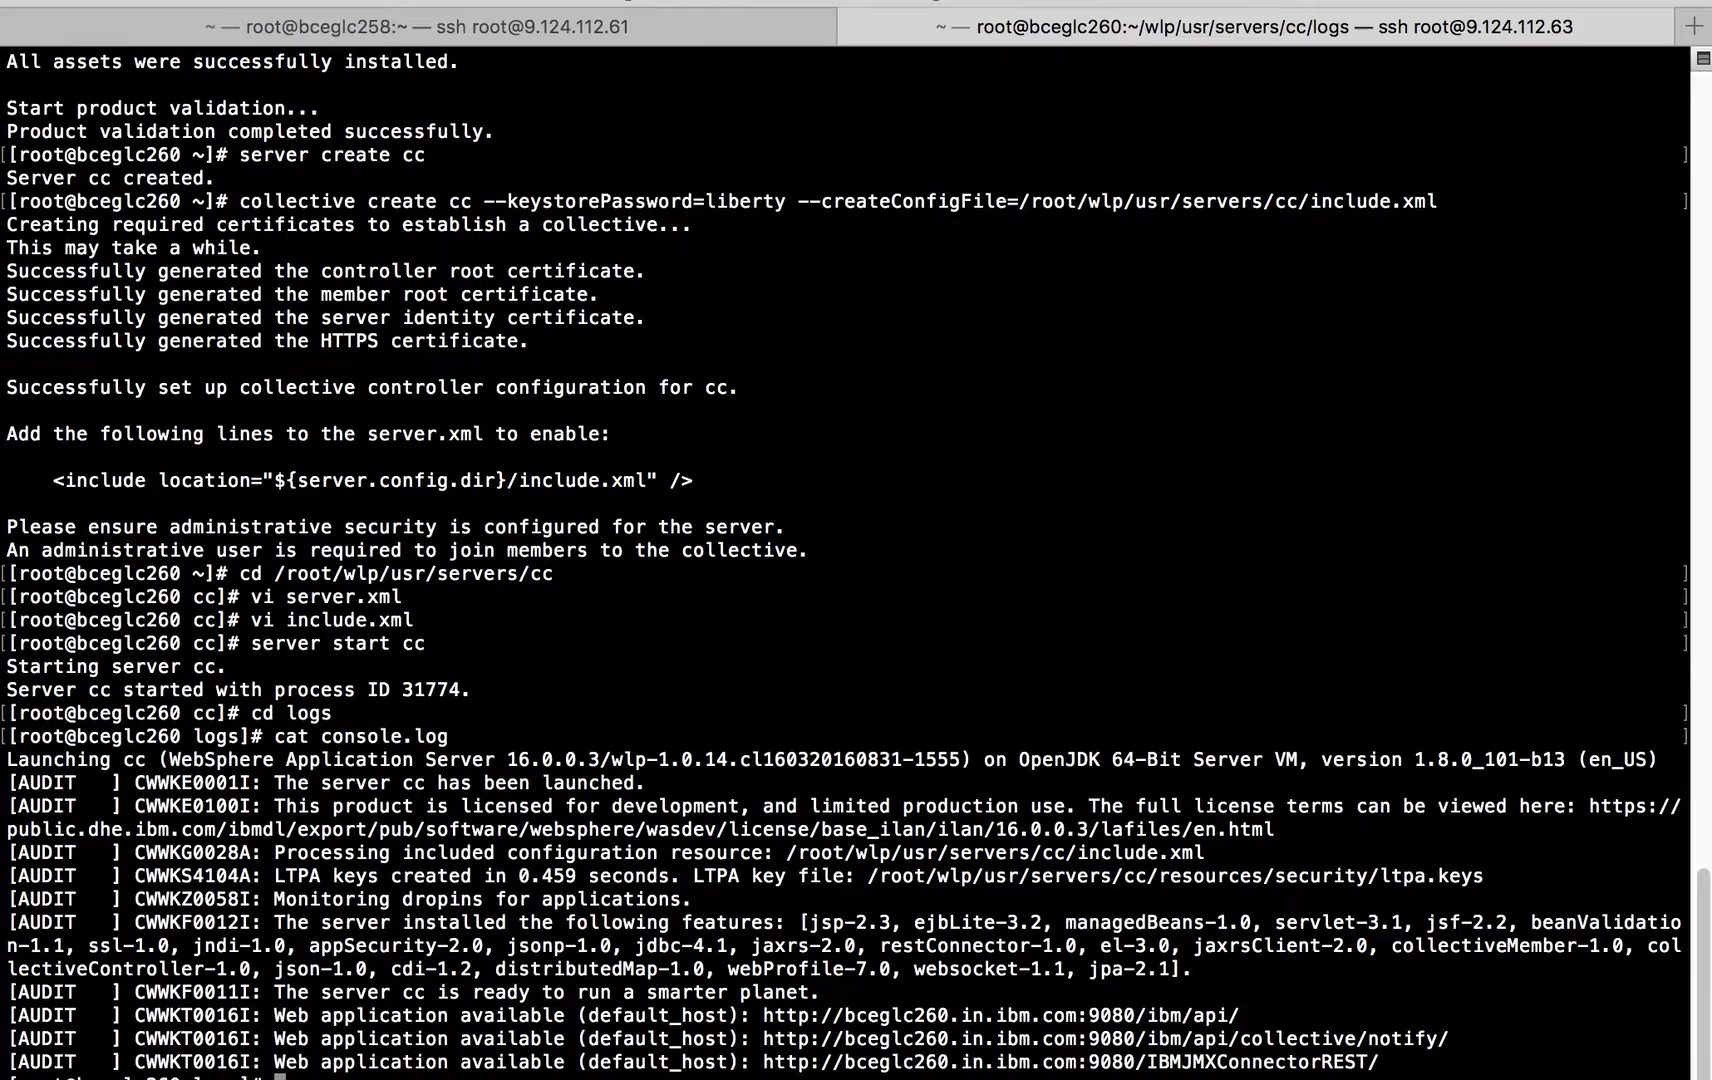 ~ — root@bceglc258:~ — ssh root@9.124.112.61
~ — root@bceglc260:~/wlp/usr/servers/cc/logs — ssh root@9.124.112.63
All assets were successfully installed.
Start product validation...
Product validation completed successfully.
[[root@bceglc260 ~]# server create cc ]
Server cc created.
[[root@bceglc260 ~]# collective create cc --keystorePassword=liberty --createConfigFile=/root/wlp/usr/servers/cc/include.xml ]
Creating required certificates to establish a collective...
This may take a while.
Successfully generated the controller root certificate.
Successfully generated the member root certificate.
Successfully generated the server identity certificate.
Successfully generated the HTTPS certificate.
Successfully set up collective controller configuration for cc.
Add the following lines to the server.xml to enable:
<include location="${server.config.dir}/include.xml" />
Please ensure administrative security is configured for the server.
An administrative user is required to join members to the collective.
[[root@bceglc260 ~]# cd /root/wlp/usr/servers/cc ]
[[root@bceglc260 cc]# vi server.xml ]
[[root@bceglc260 cc]# vi include.xml ]
[[root@bceglc260 cc]# server start cc ]
Starting server cc.
Server cc started with process ID 31774.
[[root@bceglc260 cc]# cd logs ]
[[root@bceglc260 logs]# cat console.log ]
Launching cc (WebSphere Application Server 16.0.0.3/wlp-1.0.14.cl160320160831-1555) on OpenJDK 64-Bit Server VM, version 1.8.0_101-b13 (en_US)
[AUDIT   ] CWWKE0001I: The server cc has been launched.
[AUDIT   ] CWWKE0100I: This product is licensed for development, and limited production use. The full license terms can be viewed here: https://
public.dhe.ibm.com/ibmdl/export/pub/software/websphere/wasdev/license/base_ilan/ilan/16.0.0.3/lafiles/en.html
[AUDIT   ] CWWKG0028A: Processing included configuration resource: /root/wlp/usr/servers/cc/include.xml
[AUDIT   ] CWWKS4104A: LTPA keys created in 0.459 seconds. LTPA key file: /root/wlp/usr/servers/cc/resources/security/ltpa.keys
[AUDIT   ] CWWKZ0058I: Monitoring dropins for applications.
[AUDIT   ] CWWKF0012I: The server installed the following features: [jsp-2.3, ejbLite-3.2, managedBeans-1.0, servlet-3.1, jsf-2.2, beanValidatio
n-1.1, ssl-1.0, jndi-1.0, appSecurity-2.0, jsonp-1.0, jdbc-4.1, jaxrs-2.0, restConnector-1.0, el-3.0, jaxrsClient-2.0, collectiveMember-1.0, col
lectiveController-1.0, json-1.0, cdi-1.2, distributedMap-1.0, webProfile-7.0, websocket-1.1, jpa-2.1].
[AUDIT   ] CWWKF0011I: The server cc is ready to run a smarter planet.
[AUDIT   ] CWWKT0016I: Web application available (default_host): http://bceglc260.in.ibm.com:9080/ibm/api/
[AUDIT   ] CWWKT0016I: Web application available (default_host): http://bceglc260.in.ibm.com:9080/ibm/api/collective/notify/
[AUDIT   ] CWWKT0016I: Web application available (default_host): http://bceglc260.in.ibm.com:9080/IBMJMXConnectorREST/